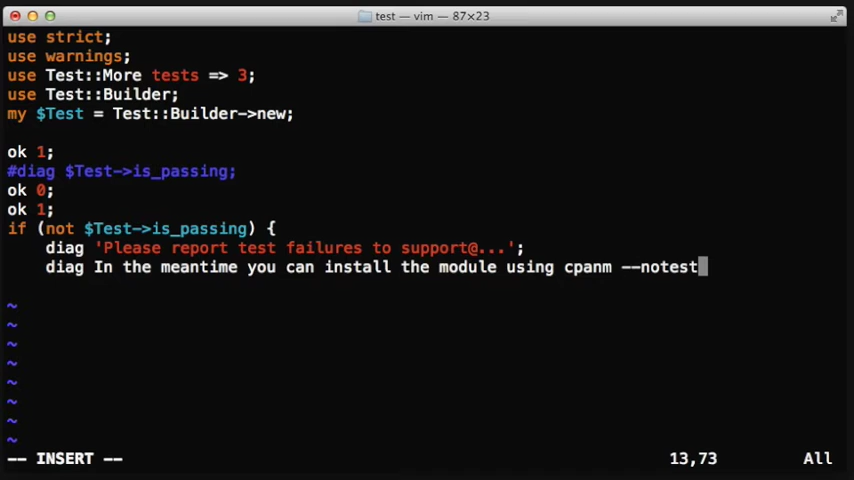 test — vim — 87×23
use strict;
use warnings;
use Test::More tests => 3;
use Test::Builder;
my $Test = Test::Builder->new;
ok 1;
#diag $Test->is_passing;
ok 0;
ok 1;
if (not $Test->is_passing) {
    diag 'Please report test failures to support@...';
    diag In the meantime you can install the module using cpanm --notest
~
~
~
~
~
~
~
~
-- INSERT -- 13,73 All